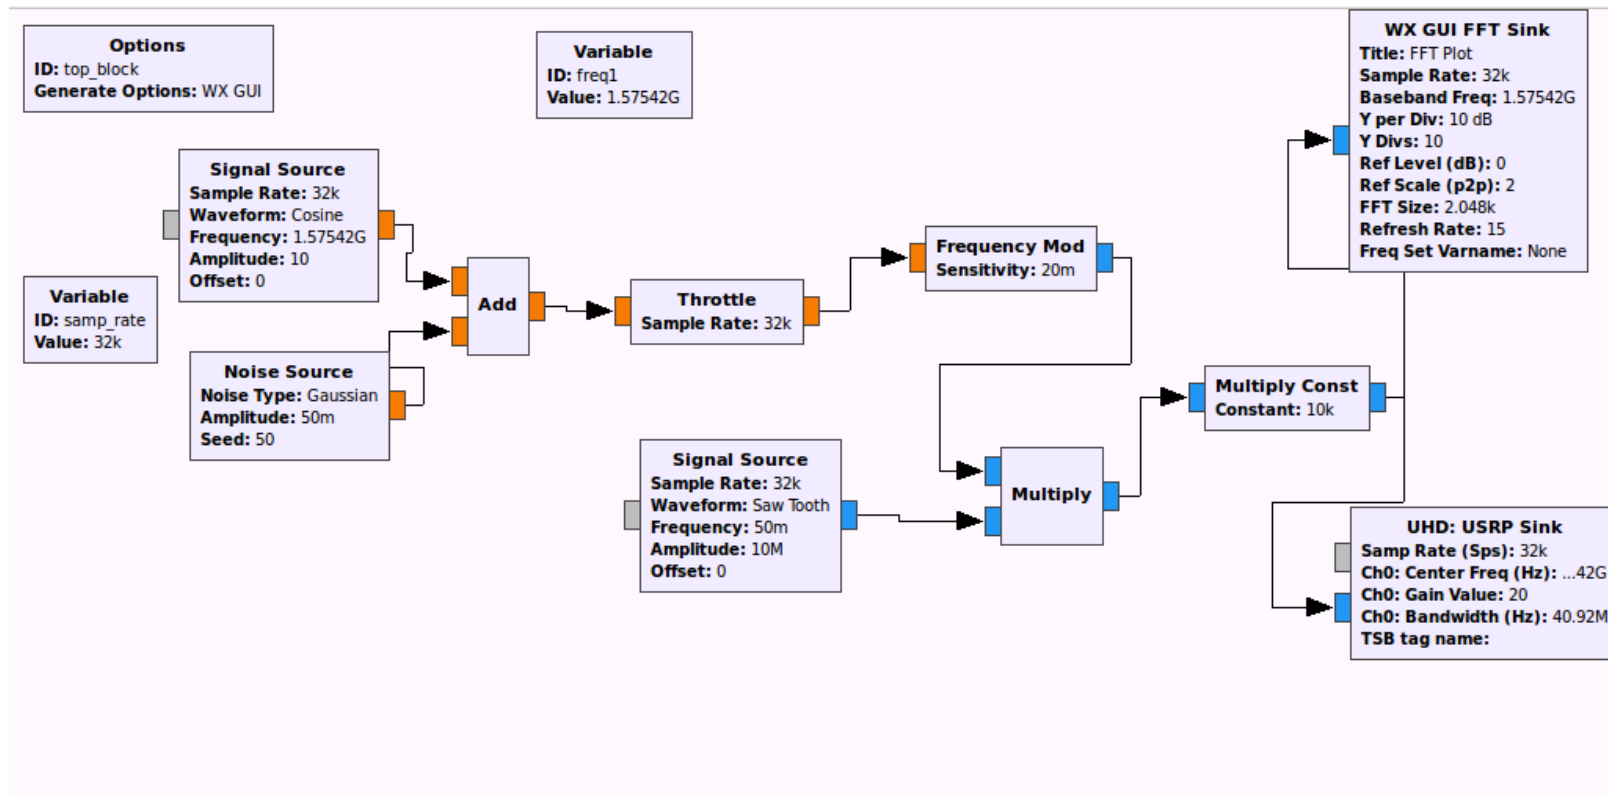 Options
ID: top_block
Generate Options: WX GUI
Variable
ID: freq1
Value: 1.57542G
WX GUI FFT Sink
Title: FFT Plot
Sample Rate: 32k
Baseband Freq: 1.57542G
Y per Div: 10 dB
Y Divs: 10
Ref Level (dB): 0
Ref Scale (p2p): 2
FFT Size: 2.048k
Refresh Rate: 15
Freq Set Varname: None
Signal Source
Sample Rate: 32k
Waveform: Cosine
Frequency: 1.57542G
Amplitude: 10
Offset: 0
Variable
ID: samp_rate
Value: 32k
Add
Throttle
Sample Rate: 32k
Frequency Mod
Sensitivity: 20m
Noise Source
Noise Type: Gaussian
Amplitude: 50m
Seed: 50
Multiply Const
Constant: 10k
Signal Source
Sample Rate: 32k
Waveform: Saw Tooth
Frequency: 50m
Amplitude: 10M
Offset: 0
Multiply
UHD: USRP Sink
Samp Rate (Sps): 32k
Ch0: Center Freq (Hz): ...42G
Ch0: Gain Value: 20
Ch0: Bandwidth (Hz): 40.92M
TSB tag name: